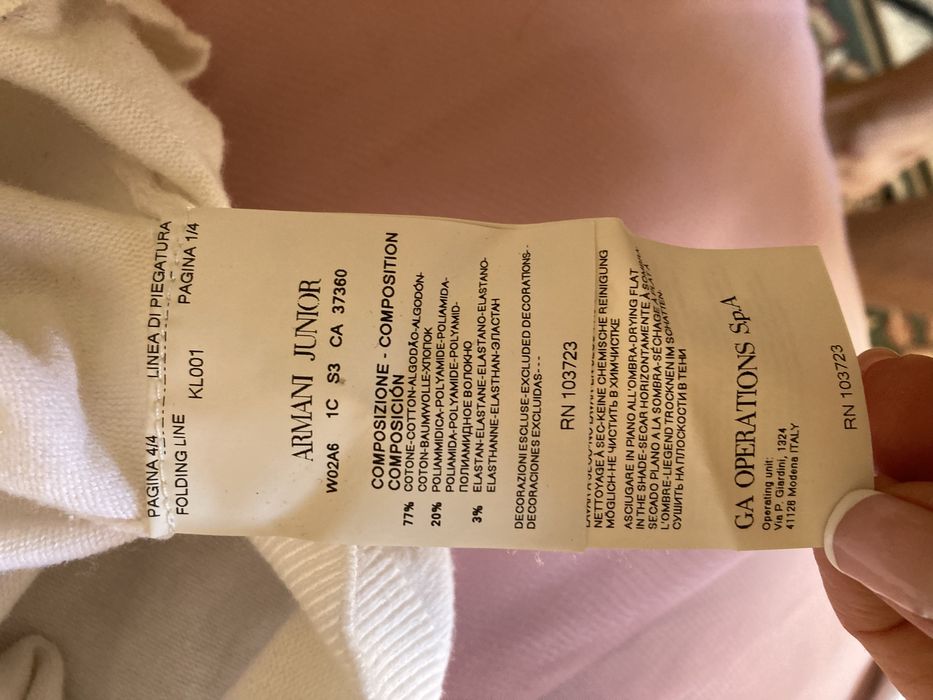 PAGINA 4/4 LINEA DI PIEGATURA
FOLDING LINE PAGINA 1/4
KL001
ARMANI JUNIOR
W02A6 1C S3 CA 37360
COMPOSIZIONE - COMPOSITION
COMPOSICIÓN
77% COTONE-COTTON-ALGODÃO-ALGODÓN-
COTON-BAUMWOLLE-ХЛОПОК
20% POLIAMMIDICA-POLYAMIDE-POLIAMIDA-
POLIAMIDA-POLYAMIDE-POLYAMID-
ПОЛИАМИДНОЕ ВОЛОКНО
3% ELASTAN-ELASTANE-ELASTANO-ELASTANO-
ELASTHANNE-ELASTHAN-ЭЛАСТАН
DECORAZIONI ESCLUSE-EXCLUDED DECORATIONS--
DECORACIONES EXCLUIDAS---
RN 103723
NETTOYAGE À SEC-KEINE CHEMISCHE REINIGUNG
MÖGLICH-НЕ ЧИСТИТЬ В ХИМЧИСТКЕ
ASCIUGARE IN PIANO ALL'OMBRA-DRYING FLAT
IN THE SHADE-SECAR HORIZONTAMENTE À
SECADO PLANO A LA SOMBRA-SÉCHAGE À PLAT À
L'OMBRE-LIEGEND TROCKNEN IM SCHATTEN-
СУШИТЬ НА ПЛОСКОСТИ В ТЕНИ
GA OPERATIONS SpA
Operating unit:
Via P. Giardini, 1324
41128 Modena ITALY
RN 103723